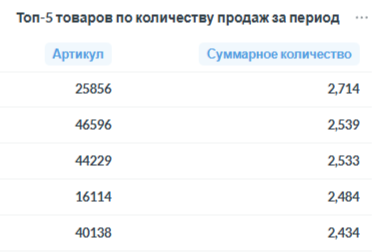 Топ-5 товаров по количеству продаж за период ...
Артикул Суммарное количество
25856 2,714
46596 2,539
44229 2,533
16114 2,484
40138 2,434